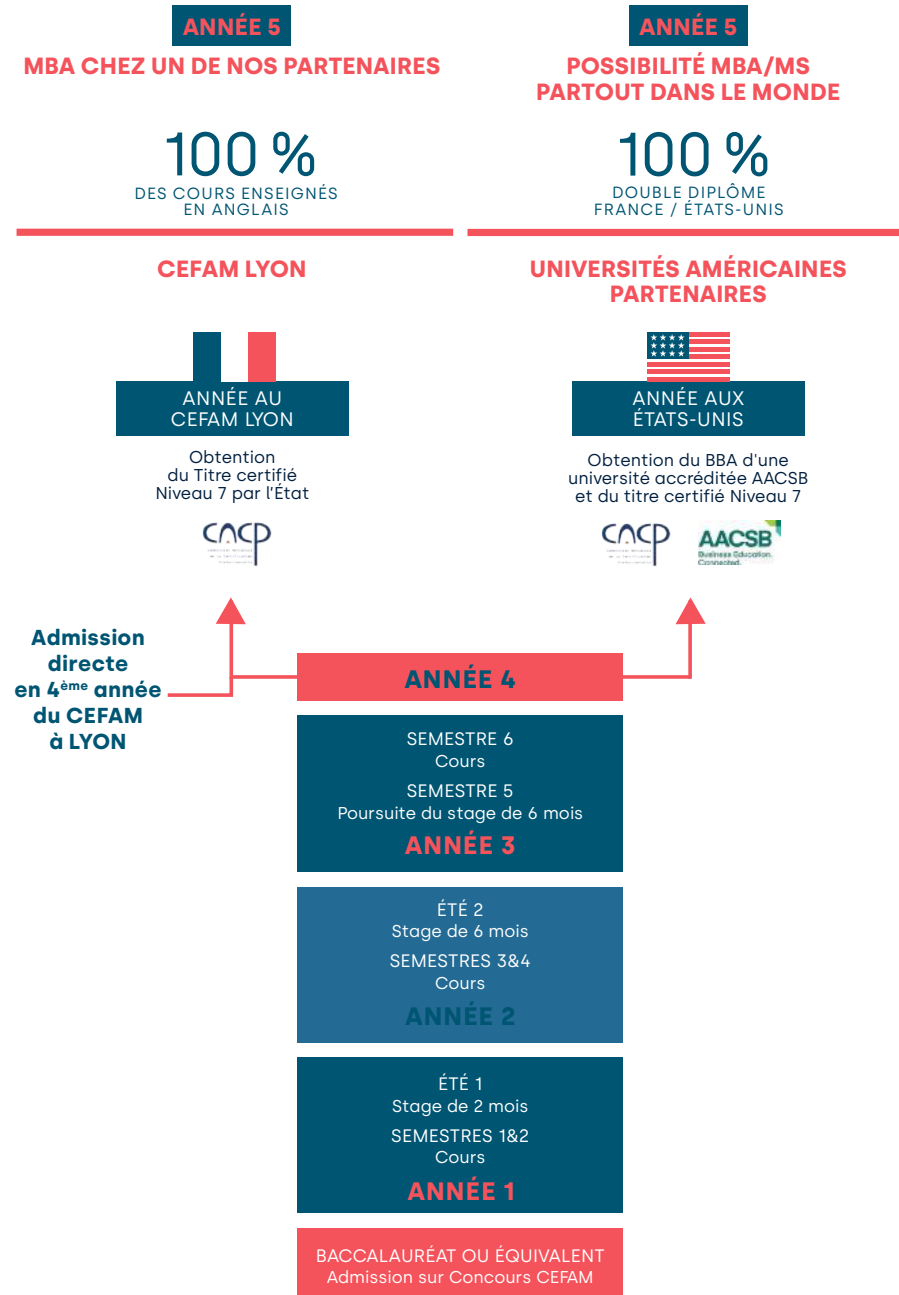 ANNÉE 5
MBA CHEZ UN DE NOS PARTENAIRES
100 %
DES COURS ENSEIGNÉS
EN ANGLAIS
ANNÉE 5
POSSIBILITÉ MBA/MS
PARTOUT DANS LE MONDE
100 %
DOUBLE DIPLÔME
FRANCE / ÉTATS-UNIS
CEFAM LYON
ANNÉE AU
CEFAM LYON
Obtention
du Titre certifié
Niveau 7 par l'État
cncp
UNIVERSITÉS AMÉRICAINES
PARTENAIRES
ANNÉE AUX
ÉTATS-UNIS
Obtention du BBA d'une
université accréditée AACSB
et du titre certifié Niveau 7
cncp
AACSB
Business Education.
Connected.
Admission
directe
en 4ème année
du CEFAM
à LYON
ANNÉE 4
SEMESTRE 6
Cours
SEMESTRE 5
Poursuite du stage de 6 mois
ANNÉE 3
ÉTÉ 2
Stage de 6 mois
SEMESTRES 3&4
Cours
ANNÉE 2
ÉTÉ 1
Stage de 2 mois
SEMESTRES 1&2
Cours
ANNÉE 1
BACCALAURÉAT OU ÉQUIVALENT
Admission sur Concours CEFAM